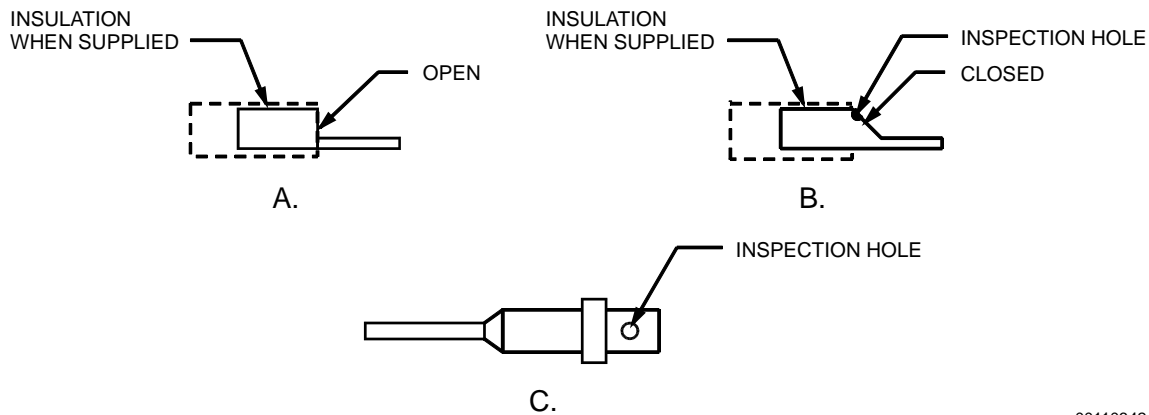 INSULATION
WHEN SUPPLIED
OPEN
A.
INSULATION
WHEN SUPPLIED
INSPECTION HOLE
CLOSED
B.
INSPECTION HOLE
C.